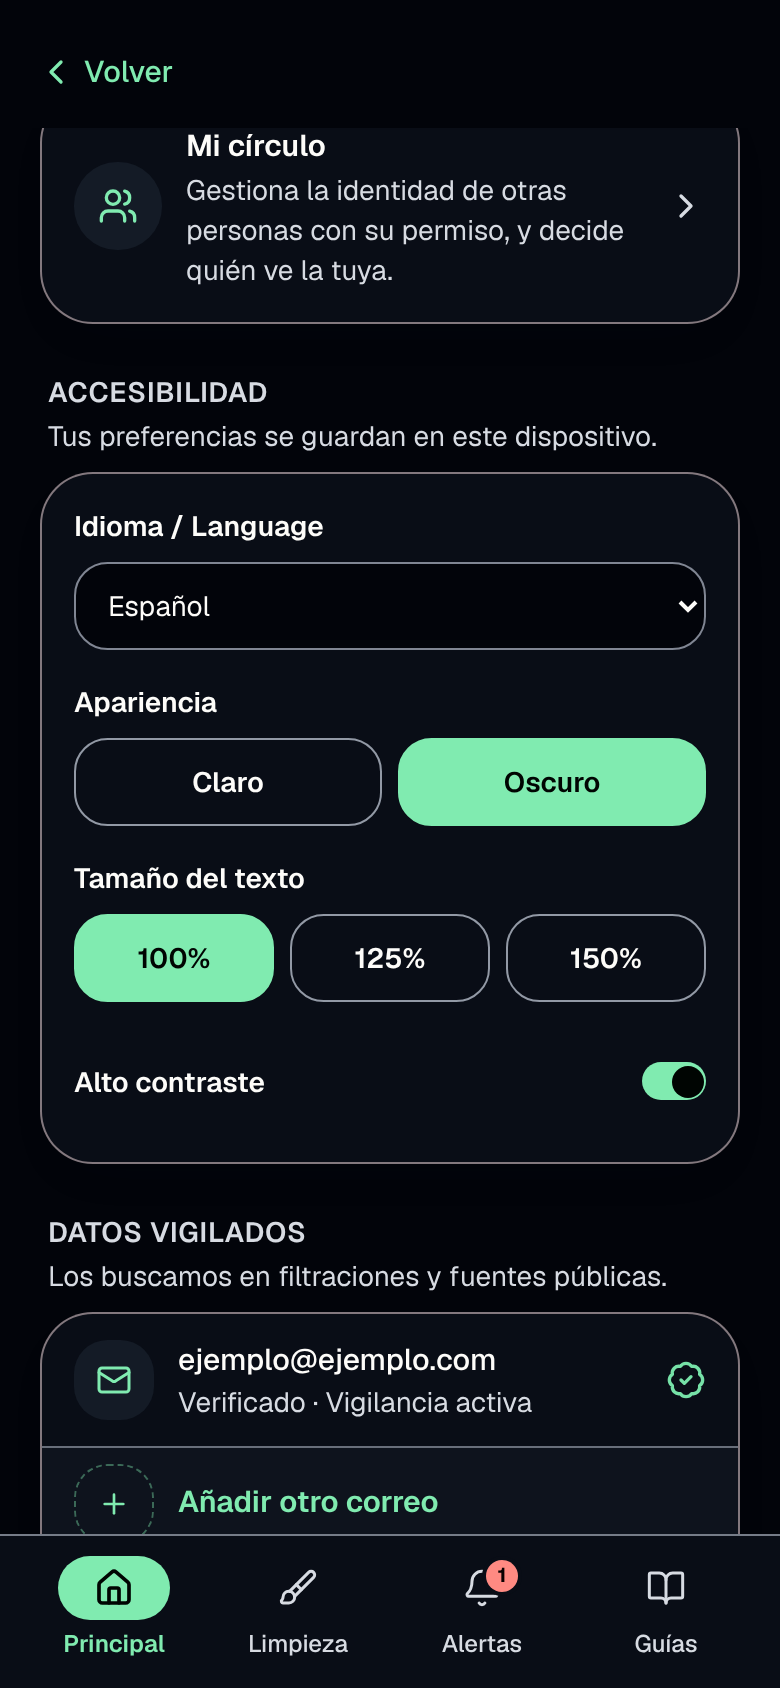 Volver
Mi círculo
Gestiona la identidad de otras
personas con su permiso, y decide
quién ve la tuya.
ACCESIBILIDAD
Tus preferencias se guardan en este dispositivo.
Idioma / Language
Español
Apariencia
Claro
Oscuro
Tamaño del texto
100%
125%
150%
Alto contraste
DATOS VIGILADOS
Los buscamos en filtraciones y fuentes públicas.
ejemplo@ejemplo.com
Verificado · Vigilancia activa
Añadir otro correo
1
Principal
Limpieza
Alertas
Guías